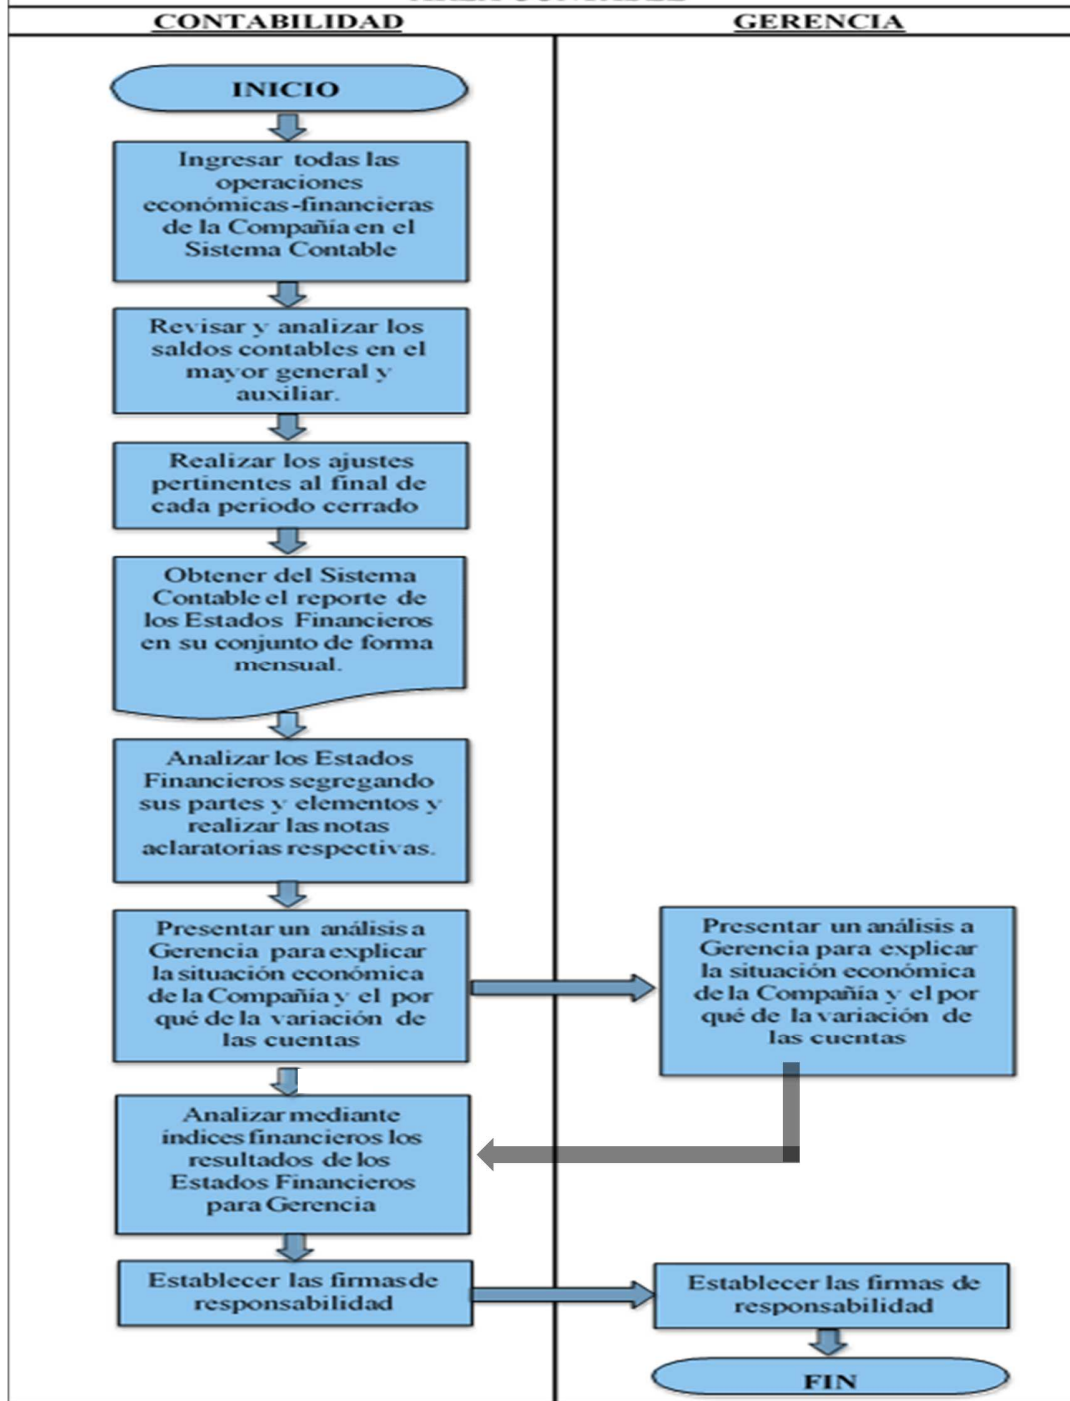 CONTABILIDAD
GERENCIA
INICIO
Ingresar todas las
operaciones
económicas-financieras
de la Compañía en el
Sistema Contable
Revisar y analizar los
saldos contables en el
mayor general y
auxiliar.
Realizar los ajustes
pertinentes al final de
cada periodo cerrado
Obtener del Sistema
Contable el reporte de
los Estados Financieros
en su conjunto de forma
mensual.
Analizar los Estados
Financieros segregando
sus partes y elementos y
realizar las notas
aclaratorias respectivas.
Presentar un análisis a
Gerencia para explicar
la situación económica
de la Compañía y el por
qué de la variación de
las cuentas
Presentar un análisis a
Gerencia para explicar
la situación económica
de la Compañía y el por
qué de la variación de
las cuentas
Analizar mediante
índices financieros los
resultados de los
Estados Financieros
para Gerencia
Establecer las firmas de
responsabilidad
Establecer las firmas de
responsabilidad
FIN